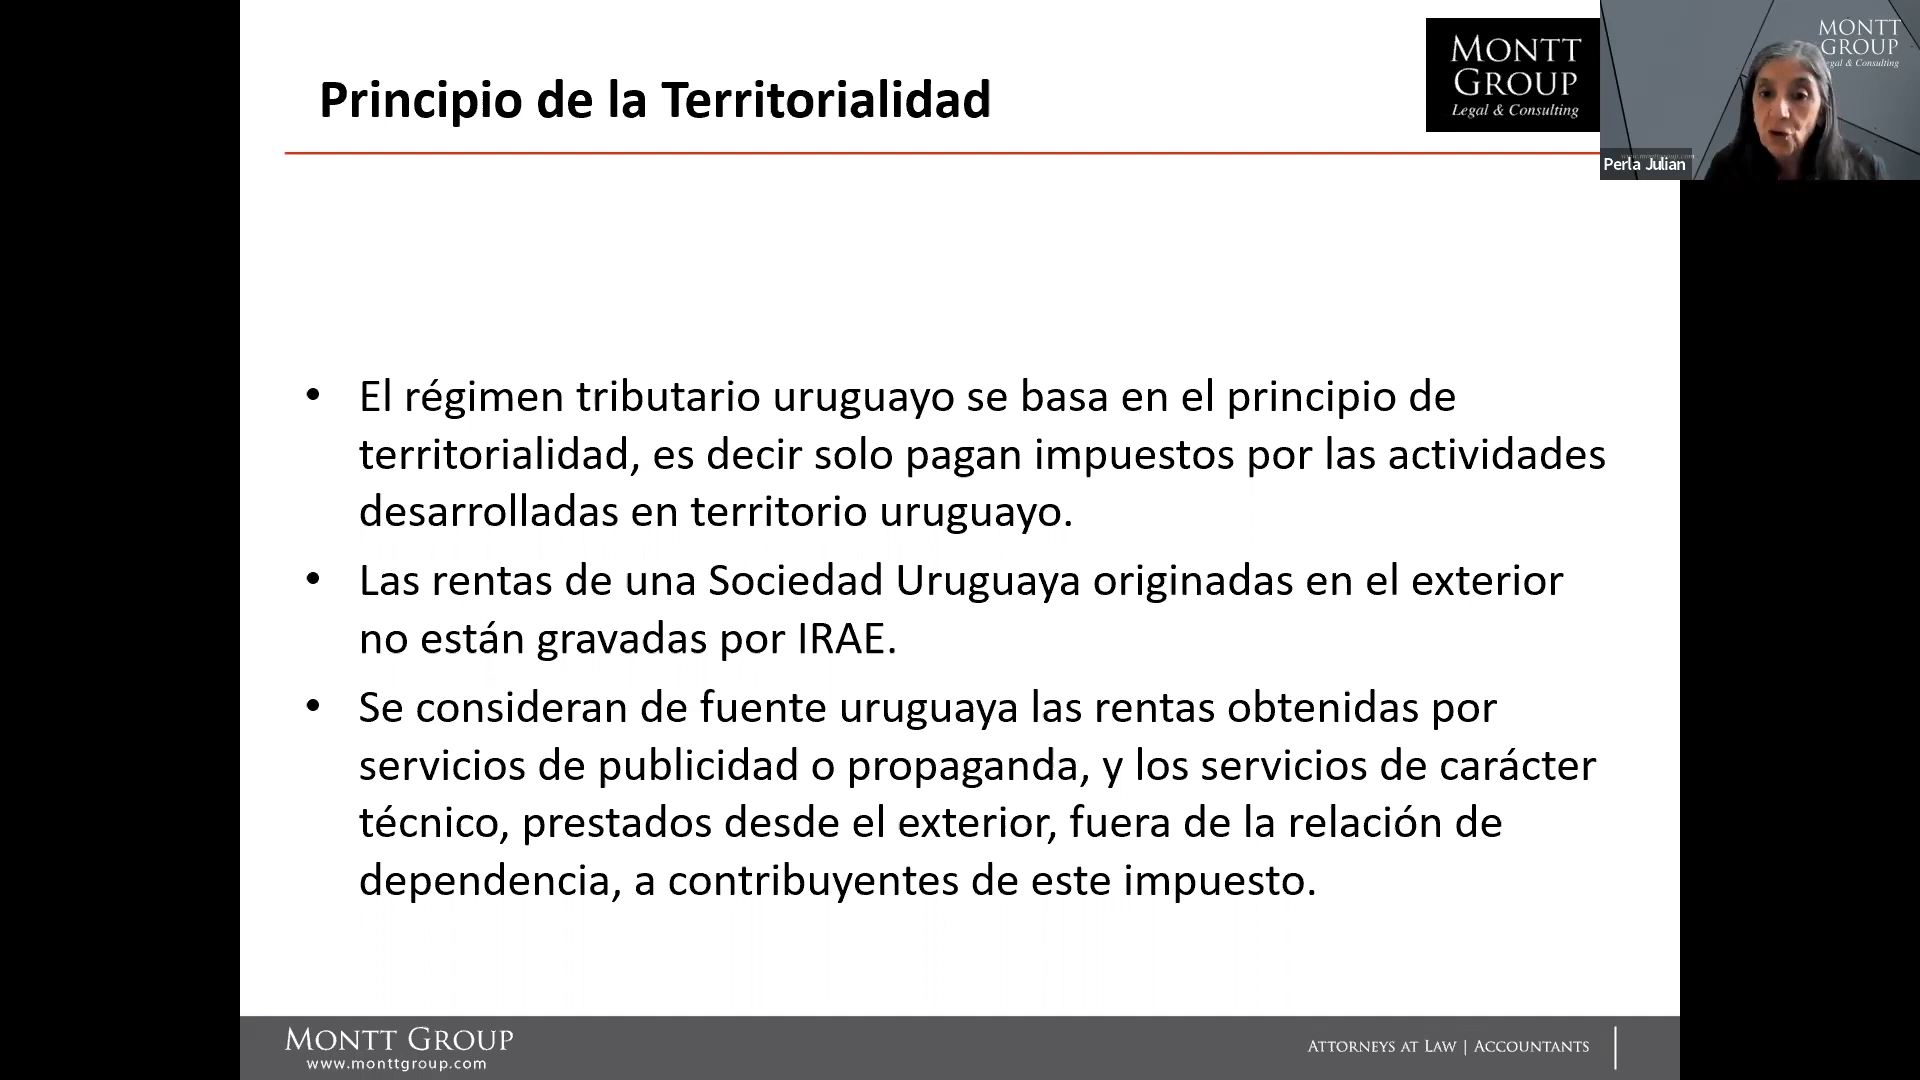 Principio de la Territorialidad
MONTT
GROUP
Legal & Consulting
MONTT
GROUP
egal & Consulting
Perla Julian
• El régimen tributario uruguayo se basa en el principio de
territorialidad, es decir solo pagan impuestos por las actividades
desarrolladas en territorio uruguayo.
• Las rentas de una Sociedad Uruguaya originadas en el exterior
no están gravadas por IRAE.
• Se consideran de fuente uruguaya las rentas obtenidas por
servicios de publicidad o propaganda, y los servicios de carácter
técnico, prestados desde el exterior, fuera de la relación de
dependencia, a contribuyentes de este impuesto.
MONTT GROUP
www.monttgroup.com
ATTORNEYS AT LAW | ACCOUNTANTS